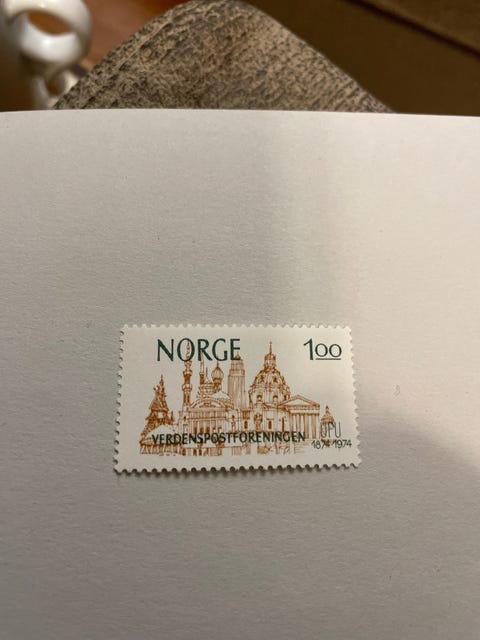 NORGE 1.00
VERDENSPOSTFORENINGEN UPU
1874 1974